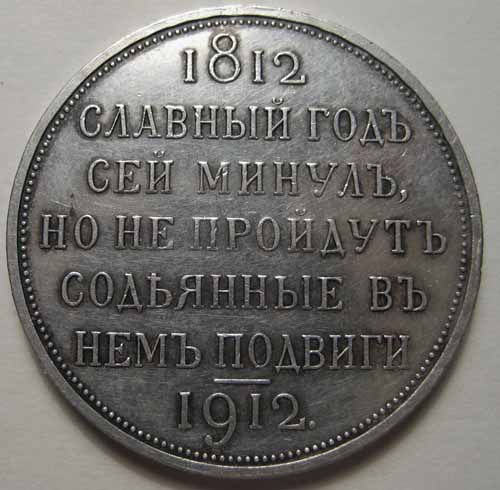 1812
СЛАВНЫЙ ГОДЪ
СЕЙ МИНУЛЪ,
НО НЕ ПРОЙДУТЪ
СОДѢЯННЫЕ ВЪ
НЕМЪ ПОДВИГИ
1912.